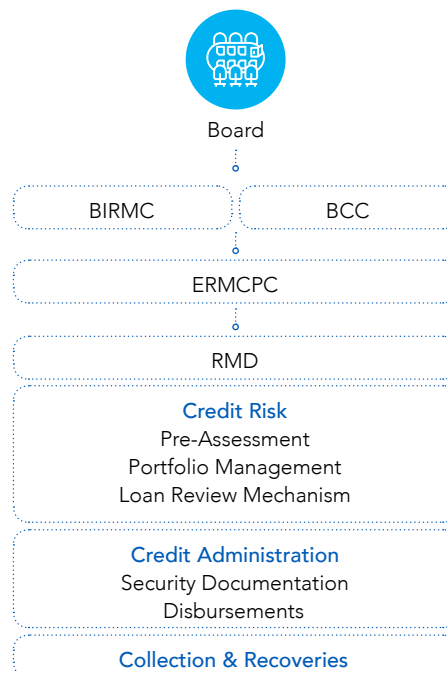 Board
BIRMC
BCC
ERMCPC
RMD
Credit Risk
Pre-Assessment
Portfolio Management
Loan Review Mechanism
Credit Administration
Security Documentation
Disbursements
Collection & Recoveries